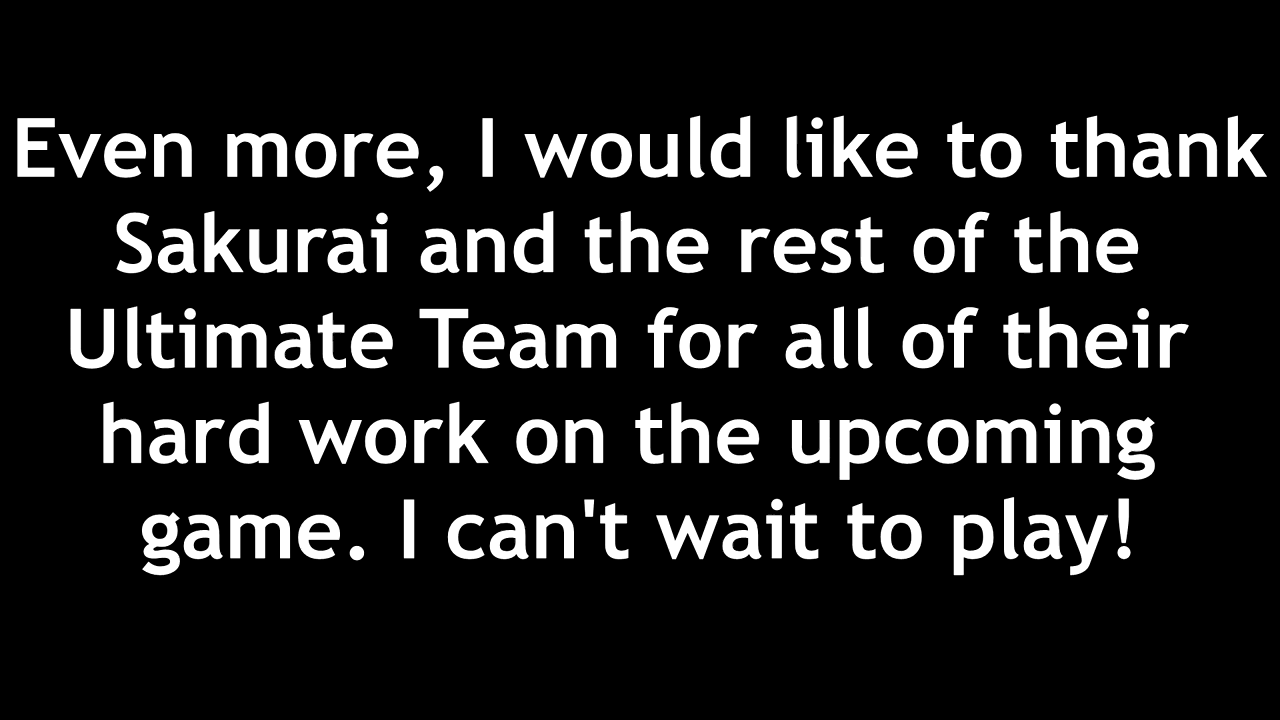 Even more, I would like to thank
Sakurai and the rest of the
Ultimate Team for all of their
hard work on the upcoming
game. I can't wait to play!